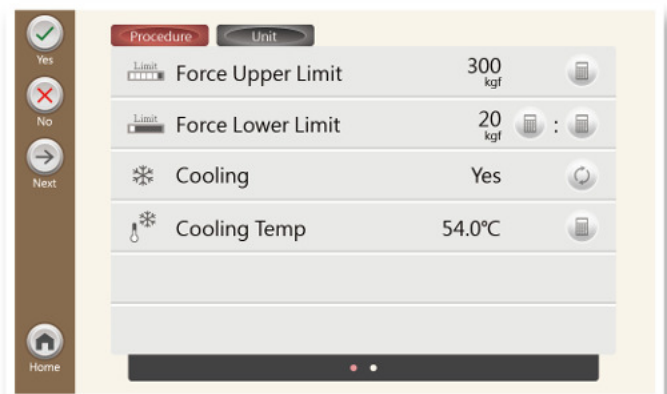 Yes
No
Next
Home
Procedure Unit
Limit Force Upper Limit 300 kgf
Limit Force Lower Limit 20 kgf :
Cooling Yes
Cooling Temp 54.0℃